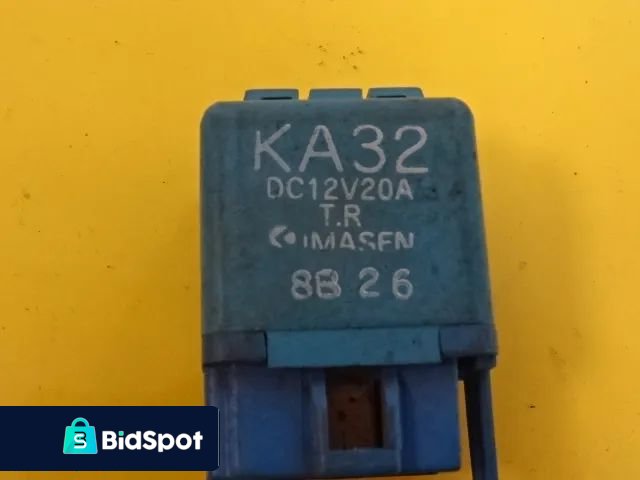 KA32
DC12V20A
T.R
IMASEN
8B 26
BidSpot